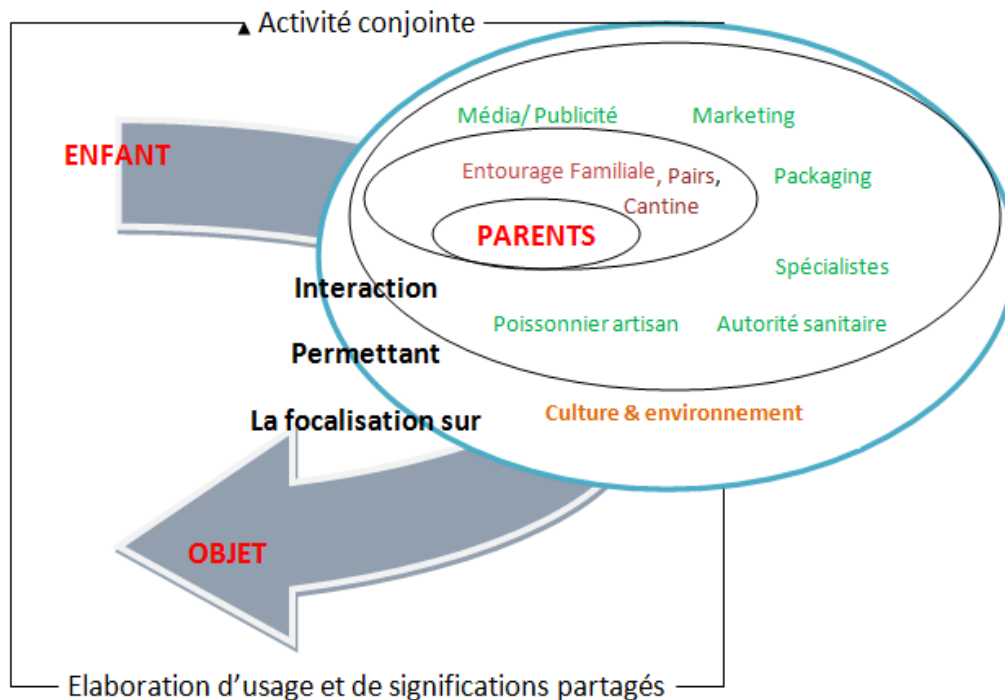 Activité conjointe
Média/ Publicité
Marketing
ENFANT
Entourage Familiale, Pairs,
Packaging
Cantine
PARENTS
Spécialistes
Interaction
Poissonnier artisan
Autorité sanitaire
Permettant
La focalisation sur
Culture & environnement
OBJET
Elaboration d’usage et de significations partagés